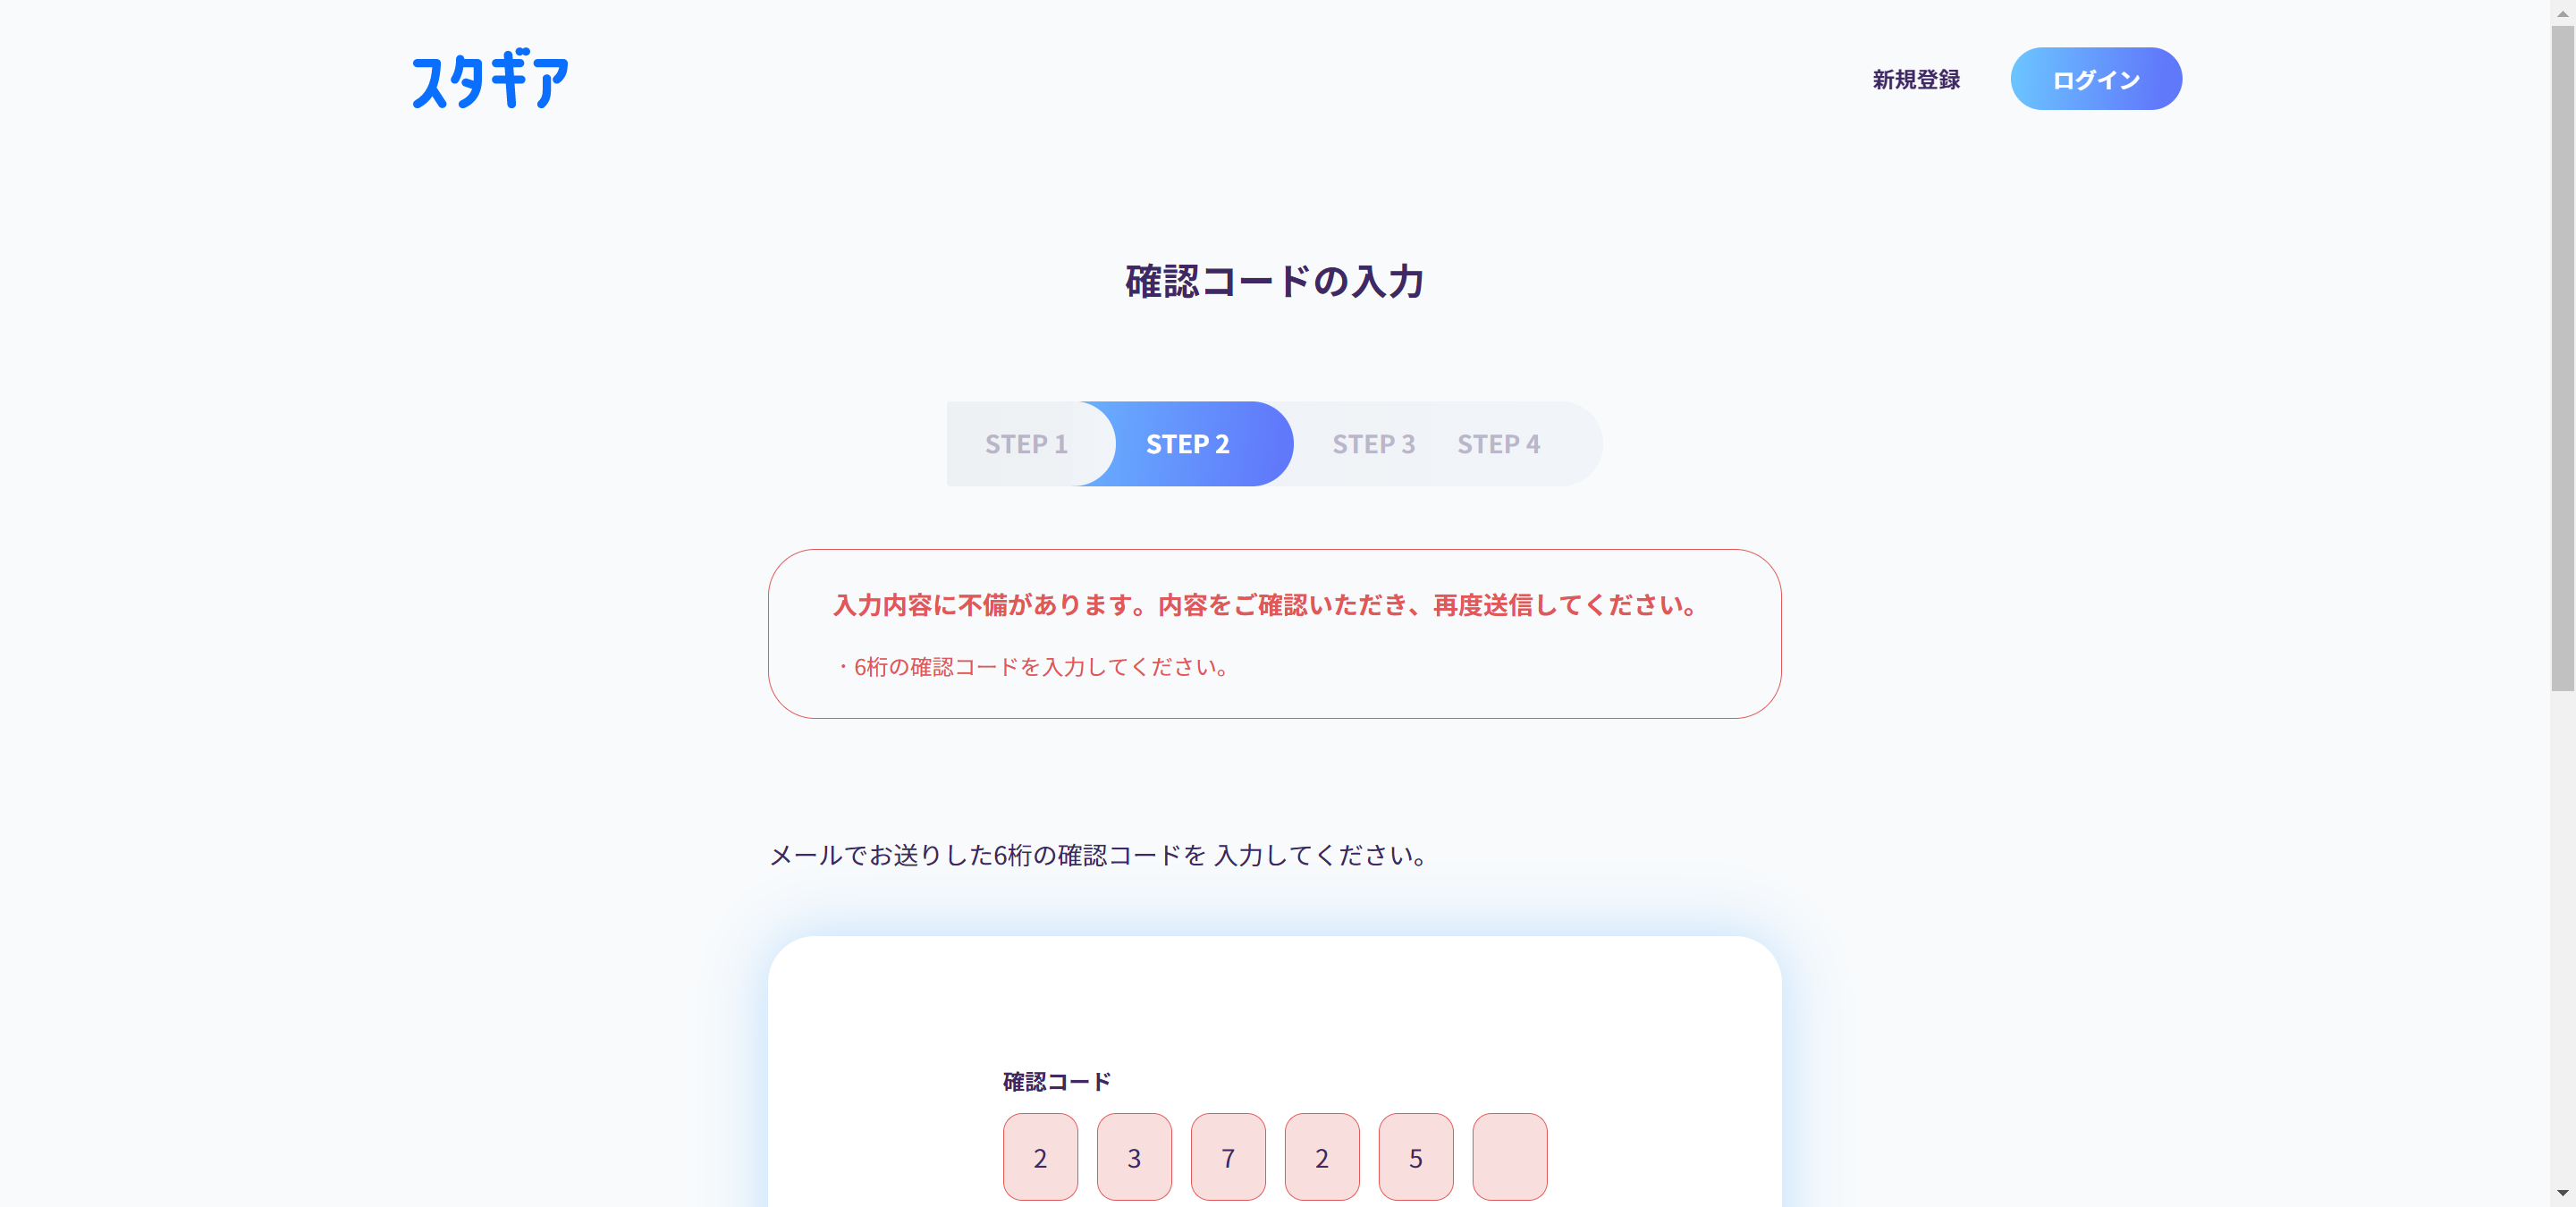 スタギア
新規登録
ログイン
確認コードの入力
STEP 1
STEP 2
STEP 3
STEP 4
入力内容に不備があります。内容をご確認いただき、再度送信してください。
・6桁の確認コードを入力してください。
メールでお送りした6桁の確認コードを 入力してください。
確認コード
2 3 7 2 5